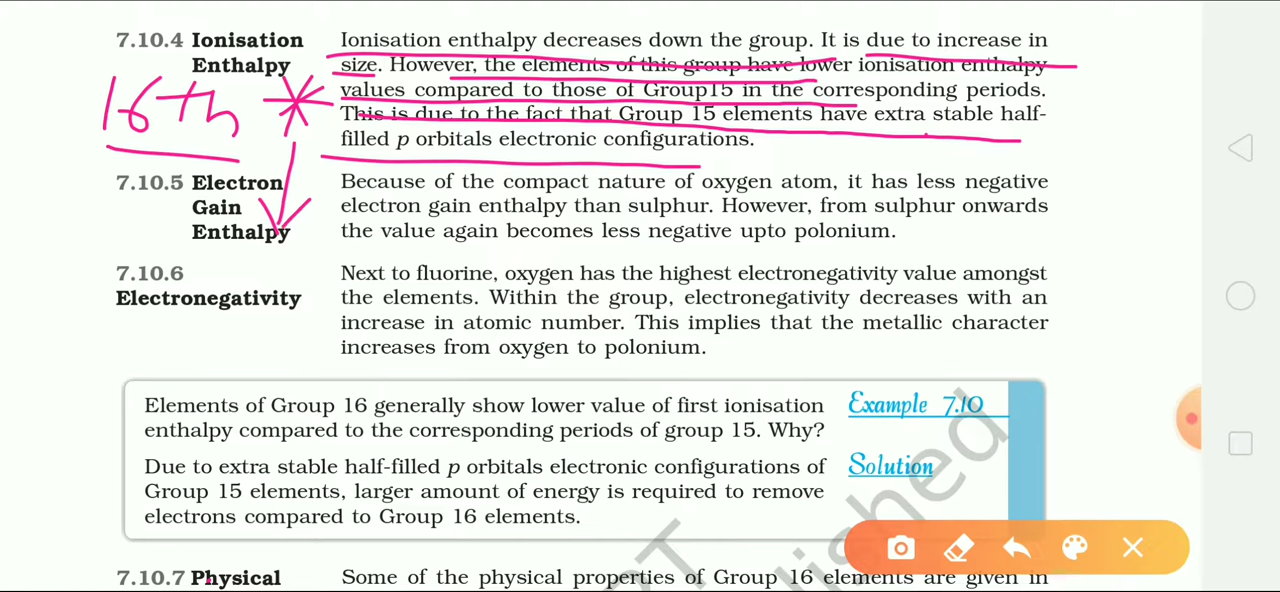 7.10.4 Ionisation Enthalpy
Ionisation enthalpy decreases down the group. It is due to increase in
size. However, the elements of this group have lower ionisation enthalpy
values compared to those of Group15 in the corresponding periods.
This is due to the fact that Group 15 elements have extra stable half-
filled p orbitals electronic configurations.
16th
7.10.5 Electron
Gain
Enthalpy
Because of the compact nature of oxygen atom, it has less negative
electron gain enthalpy than sulphur. However, from sulphur onwards
the value again becomes less negative upto polonium.
7.10.6
Electronegativity
Next to fluorine, oxygen has the highest electronegativity value amongst
the elements. Within the group, electronegativity decreases with an
increase in atomic number. This implies that the metallic character
increases from oxygen to polonium.
Elements of Group 16 generally show lower value of first ionisation
enthalpy compared to the corresponding periods of group 15. Why?
Example 7.10
Due to extra stable half-filled p orbitals electronic configurations of
Group 15 elements, larger amount of energy is required to remove
electrons compared to Group 16 elements.
Solution
7.10.7 Physical
Some of the physical properties of Group 16 elements are given in